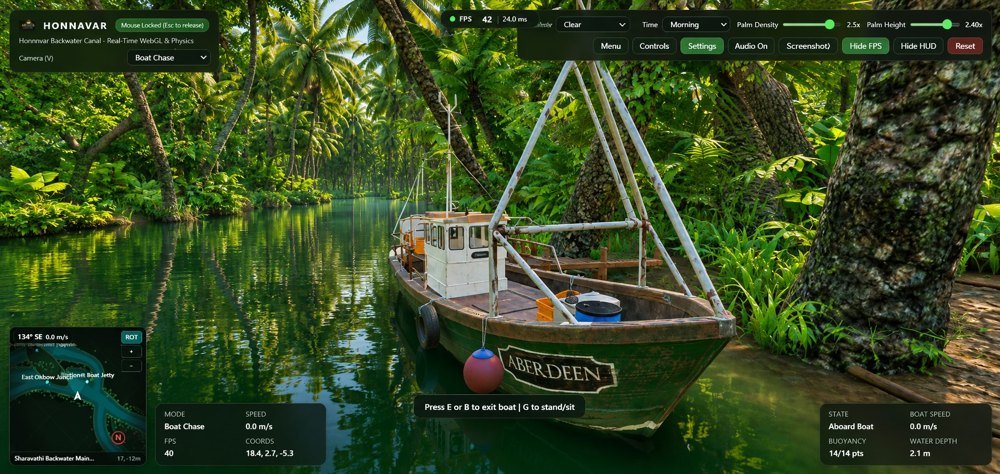 HONNAVAR
Mouse Locked (Esc to release)
Honnnvar Backwater Canal - Real-Time WebGL & Physics
Camera (V)
Boat Chase
FPS 42 24.0 ms
Clear
Time
Morning
Palm Density
2.5x
Palm Height
2.40x
Menu
Controls
Settings
Audio On
Screenshot)
Hide FPS
Hide HUD
Reset
ABERDEEN
134° SE 0.0 m/s
ROT
+
-
East Okbow
Boat Jetty
N
Sharavathi Backwater Main...
17, -12m
MODE
SPEED
Boat Chase
0.0 m/s
FPS
COORDS
40
18.4, 2.7, -5.3
Press E or B to exit boat | G to stand/sit
STATE
BOAT SPEED
Aboard Boat
0.0 m/s
BUOYANCY
WATER DEPTH
14/14 pts
2.1 m